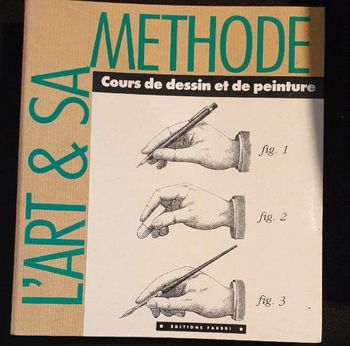 L'ART & SA
METHODE
Cours de dessin et de peinture
fig. 1
fig. 2
fig. 3
EDITIONS FABBRI